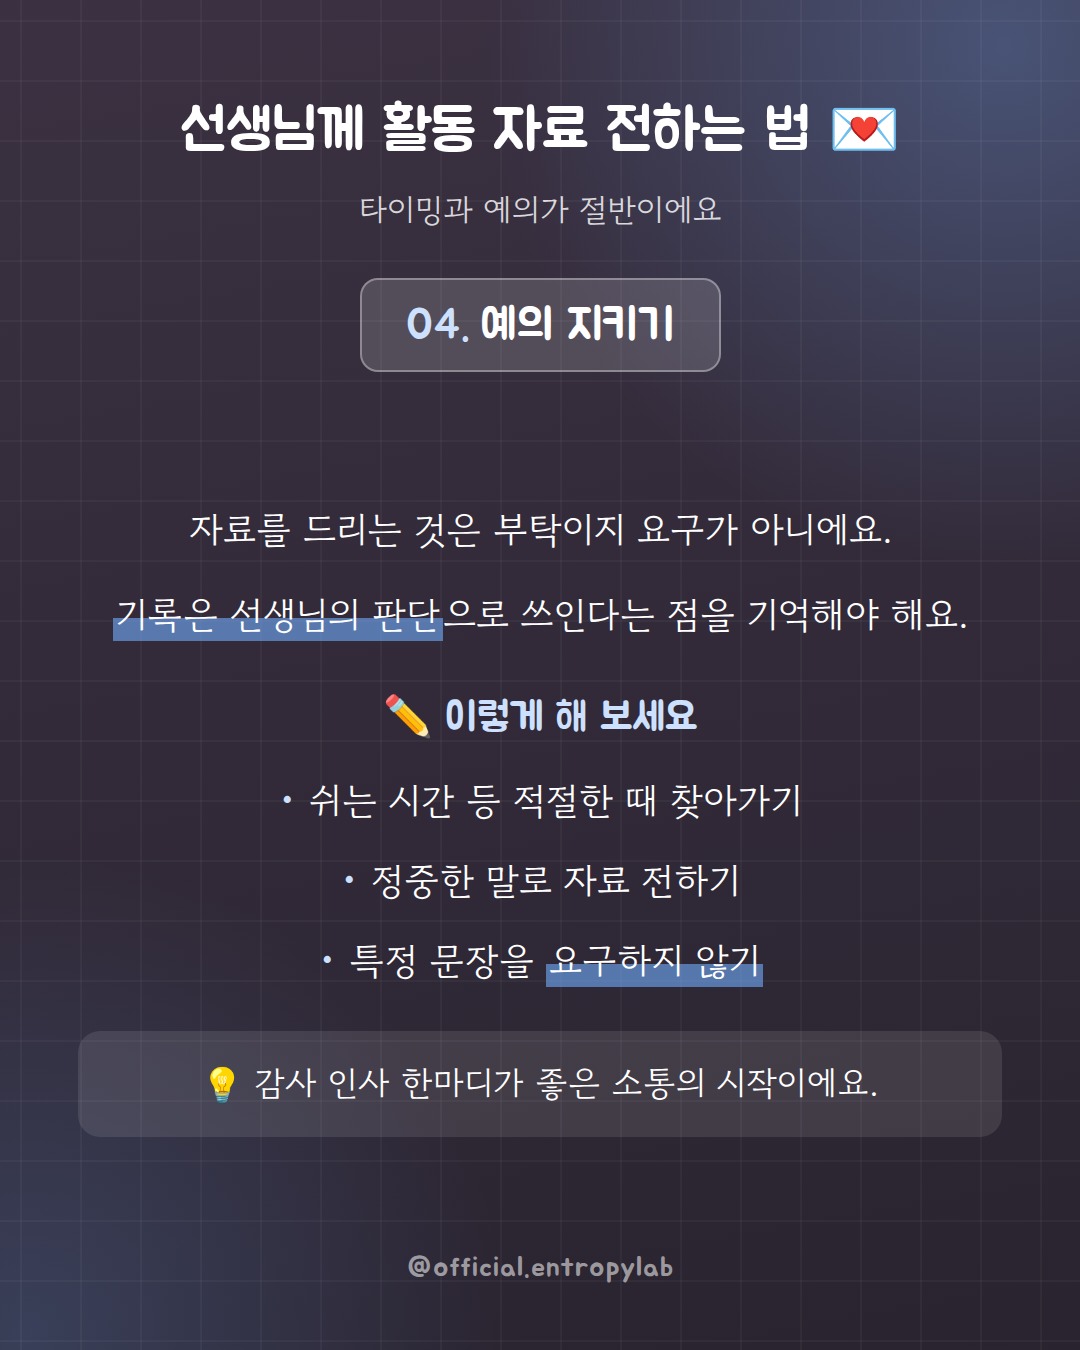 선생님께 활동 자료 전하는 법 💌
타이밍과 예의가 절반이에요
04. 예의 지키기
자료를 드리는 것은 부탁이지 요구가 아니에요.
기록은 선생님의 판단으로 쓰인다는 점을 기억해야 해요.
✏️ 이렇게 해 보세요
• 쉬는 시간 등 적절한 때 찾아가기
• 정중한 말로 자료 전하기
• 특정 문장을 요구하지 않기
💡 감사 인사 한마디가 좋은 소통의 시작이에요.
@official.entropylab